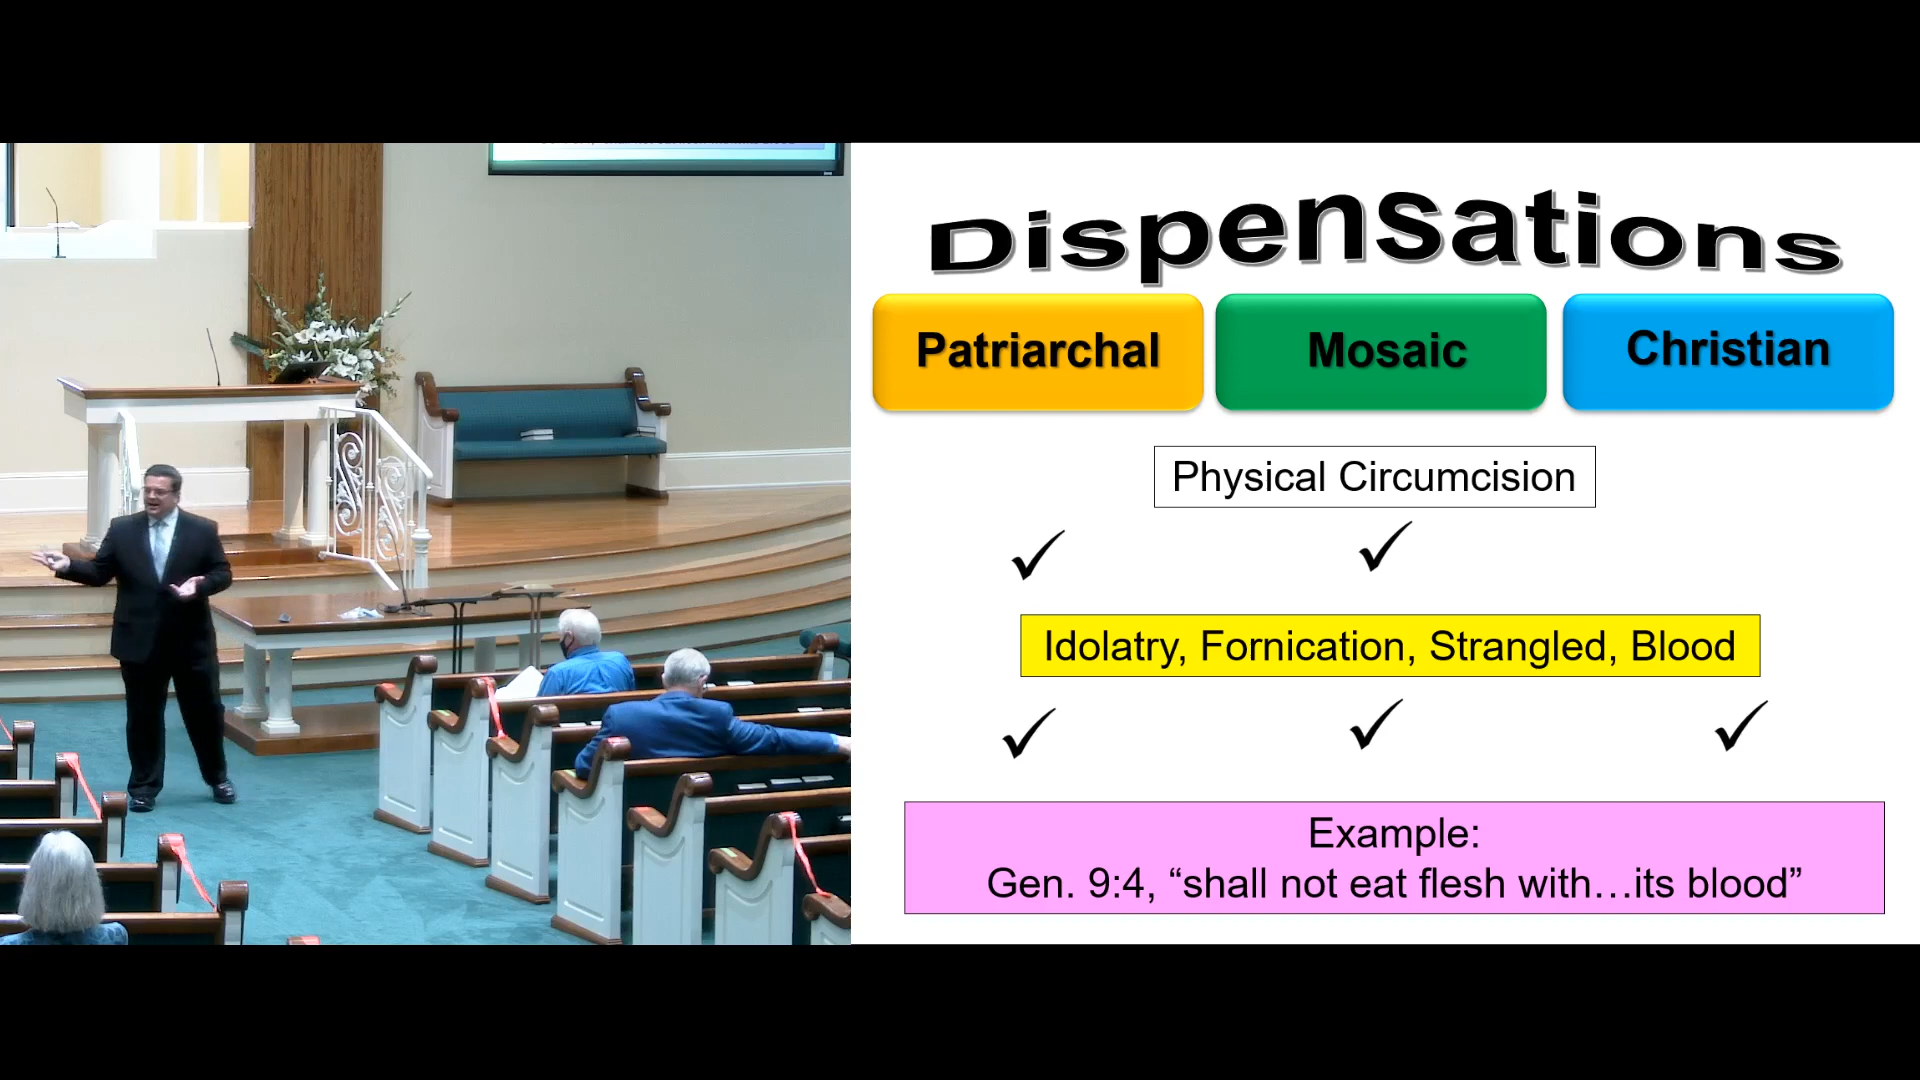 Dispensations
Patriarchal
Mosaic
Christian
Physical Circumcision
Idolatry, Fornication, Strangled, Blood
Example:
Gen. 9:4, “shall not eat flesh with…its blood”